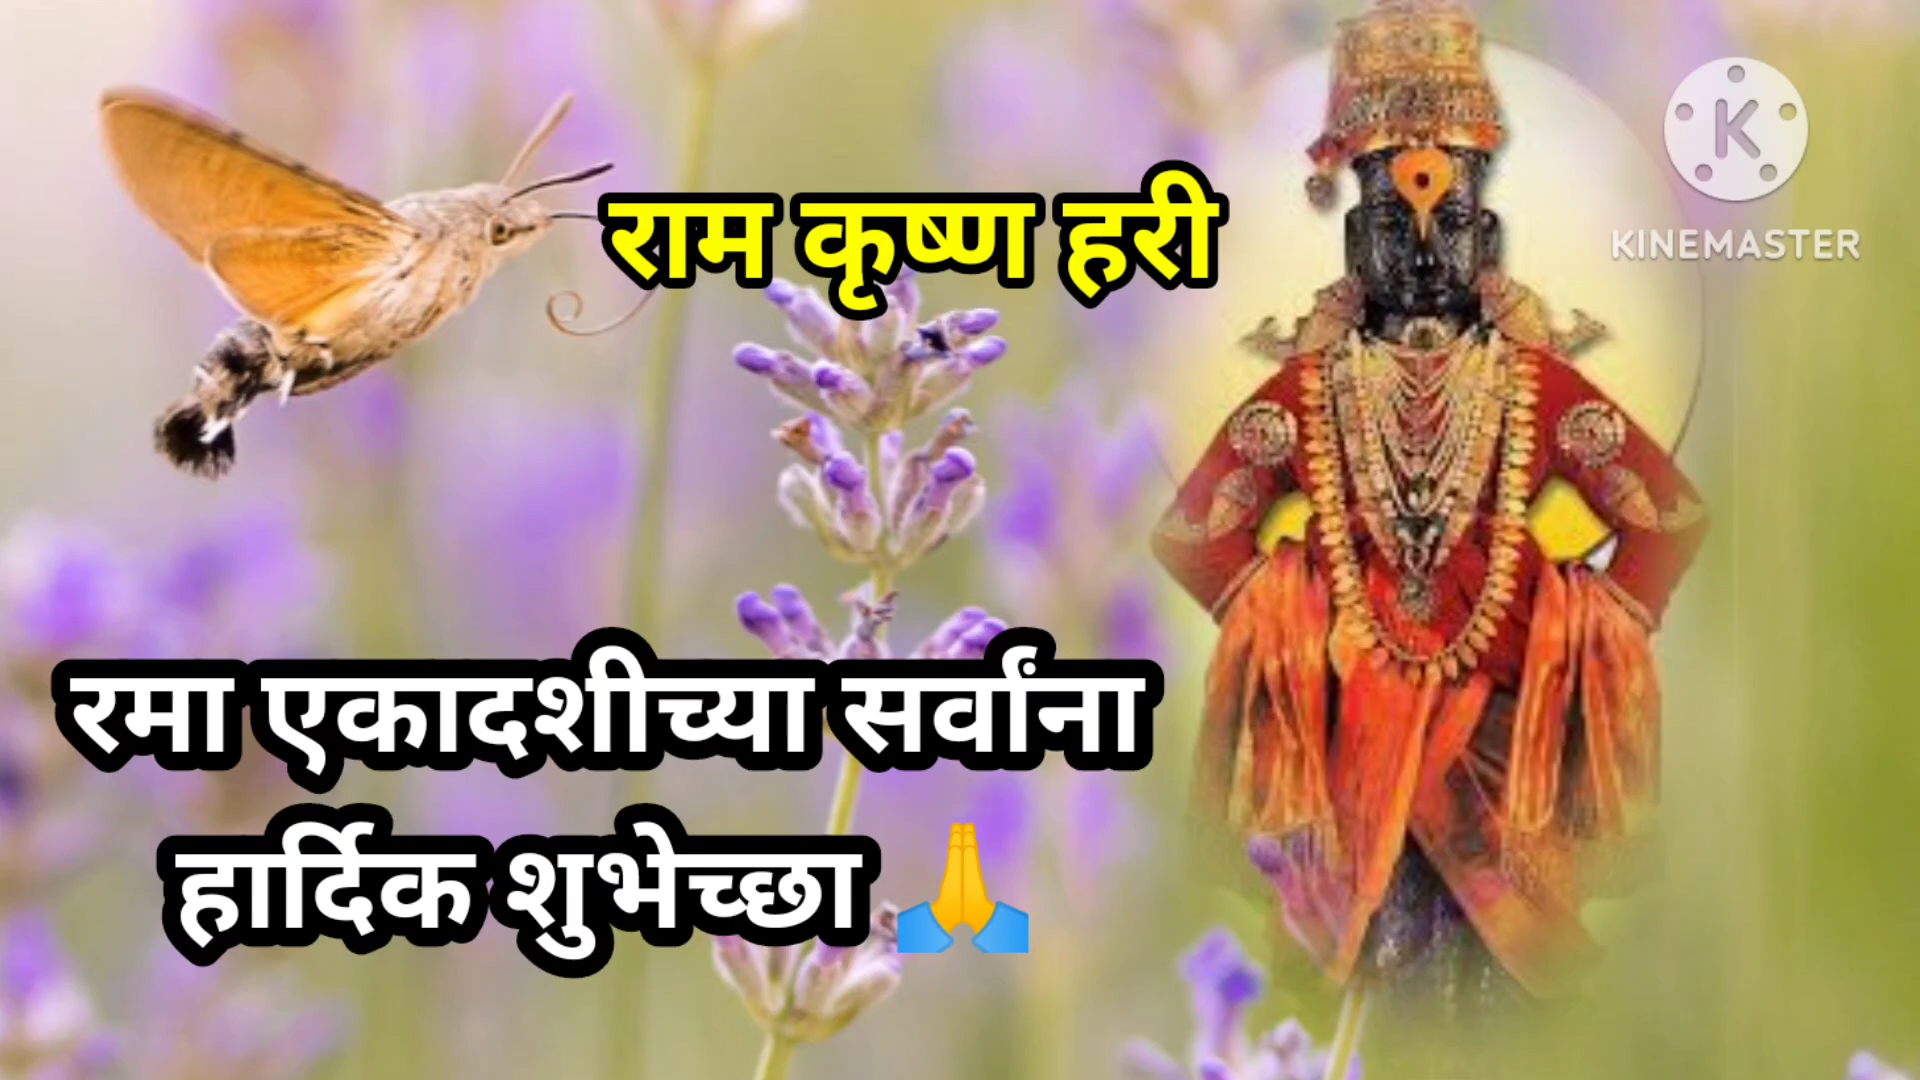 राम कृष्ण हरी
K
KINEMASTER
रमा एकादशीच्या सर्वांना
हार्दिक शुभेच्छा 🙏